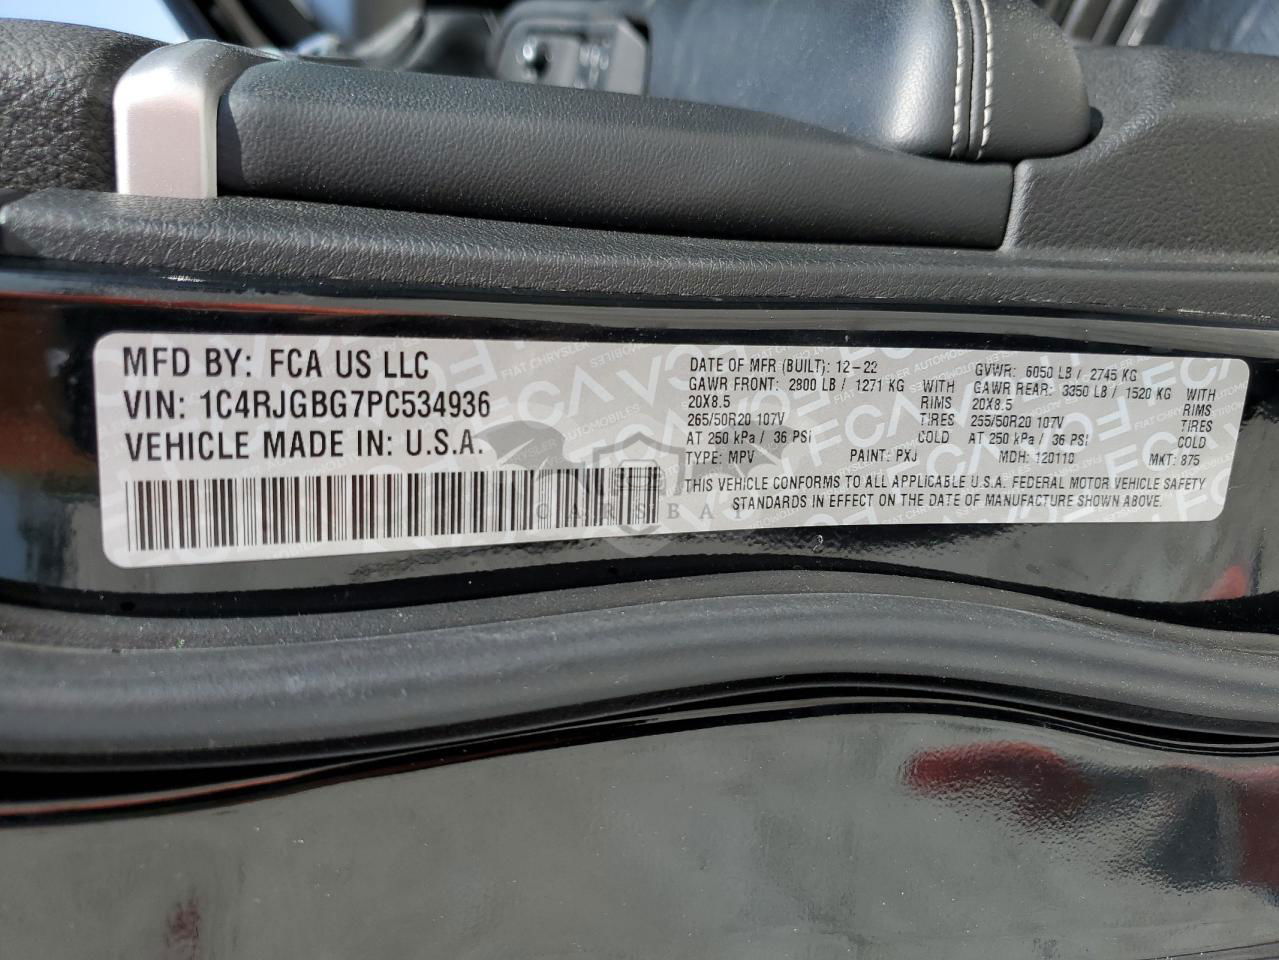 MFD BY: FCA US LLC
VIN: 1C4RJGBG7PC534936
VEHICLE MADE IN: U.S.A.
DATE OF MFR (BUILT): 12-22 GVWR: 6050 LB / 2745 KG
GAWR FRONT: 2800 LB / 1271 KG WITH GAWR REAR: 3350 LB / 1520 KG WITH
20X8.5 RIMS 20X8.5 RIMS
265/50R20 107V TIRES 255/50R20 107V TIRES
AT 250 kPa / 36 PSI COLD AT 250 kPa / 36 PSI COLD
TYPE: MPV PAINT: PXJ MDH: 120110 MKT: 875
THIS VEHICLE CONFORMS TO ALL APPLICABLE U.S.A. FEDERAL MOTOR VEHICLE SAFETY
STANDARDS IN EFFECT ON THE DATE OF MANUFACTURE SHOWN ABOVE.
CARSBAT